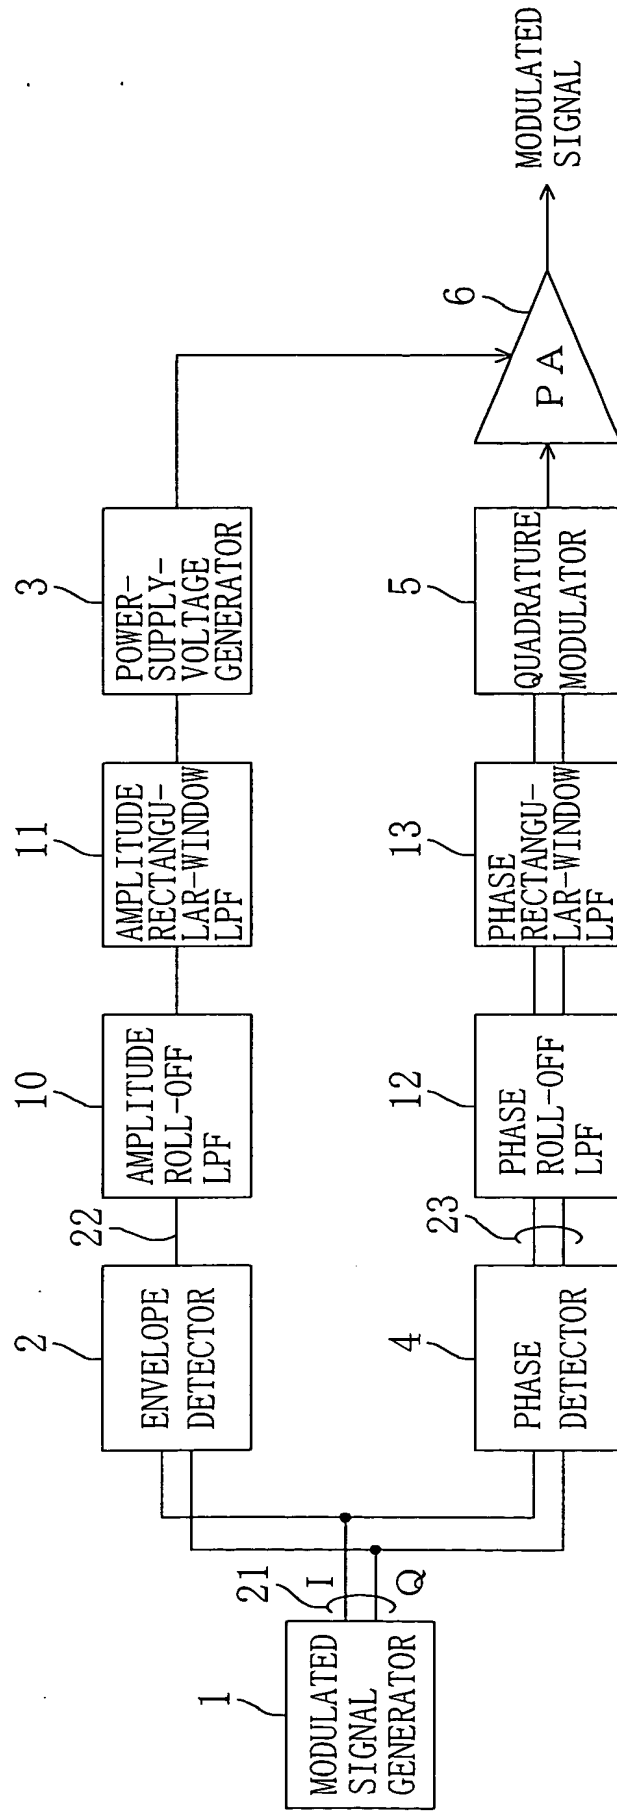 1
MODULATED
SIGNAL
GENERATOR
21
I
Q
2
ENVELOPE
DETECTOR
22
10
AMPLITUDE
ROLL-OFF
LPF
11
AMPLITUDE
RECTANGU-
LAR-WINDOW
LPF
3
POWER-
SUPPLY-
VOLTAGE
GENERATOR
4
PHASE
DETECTOR
23
12
PHASE
ROLL-OFF
LPF
13
PHASE
RECTANGU-
LAR-WINDOW
LPF
5
QUADRATURE
MODULATOR
6
PA
MODULATED
SIGNAL